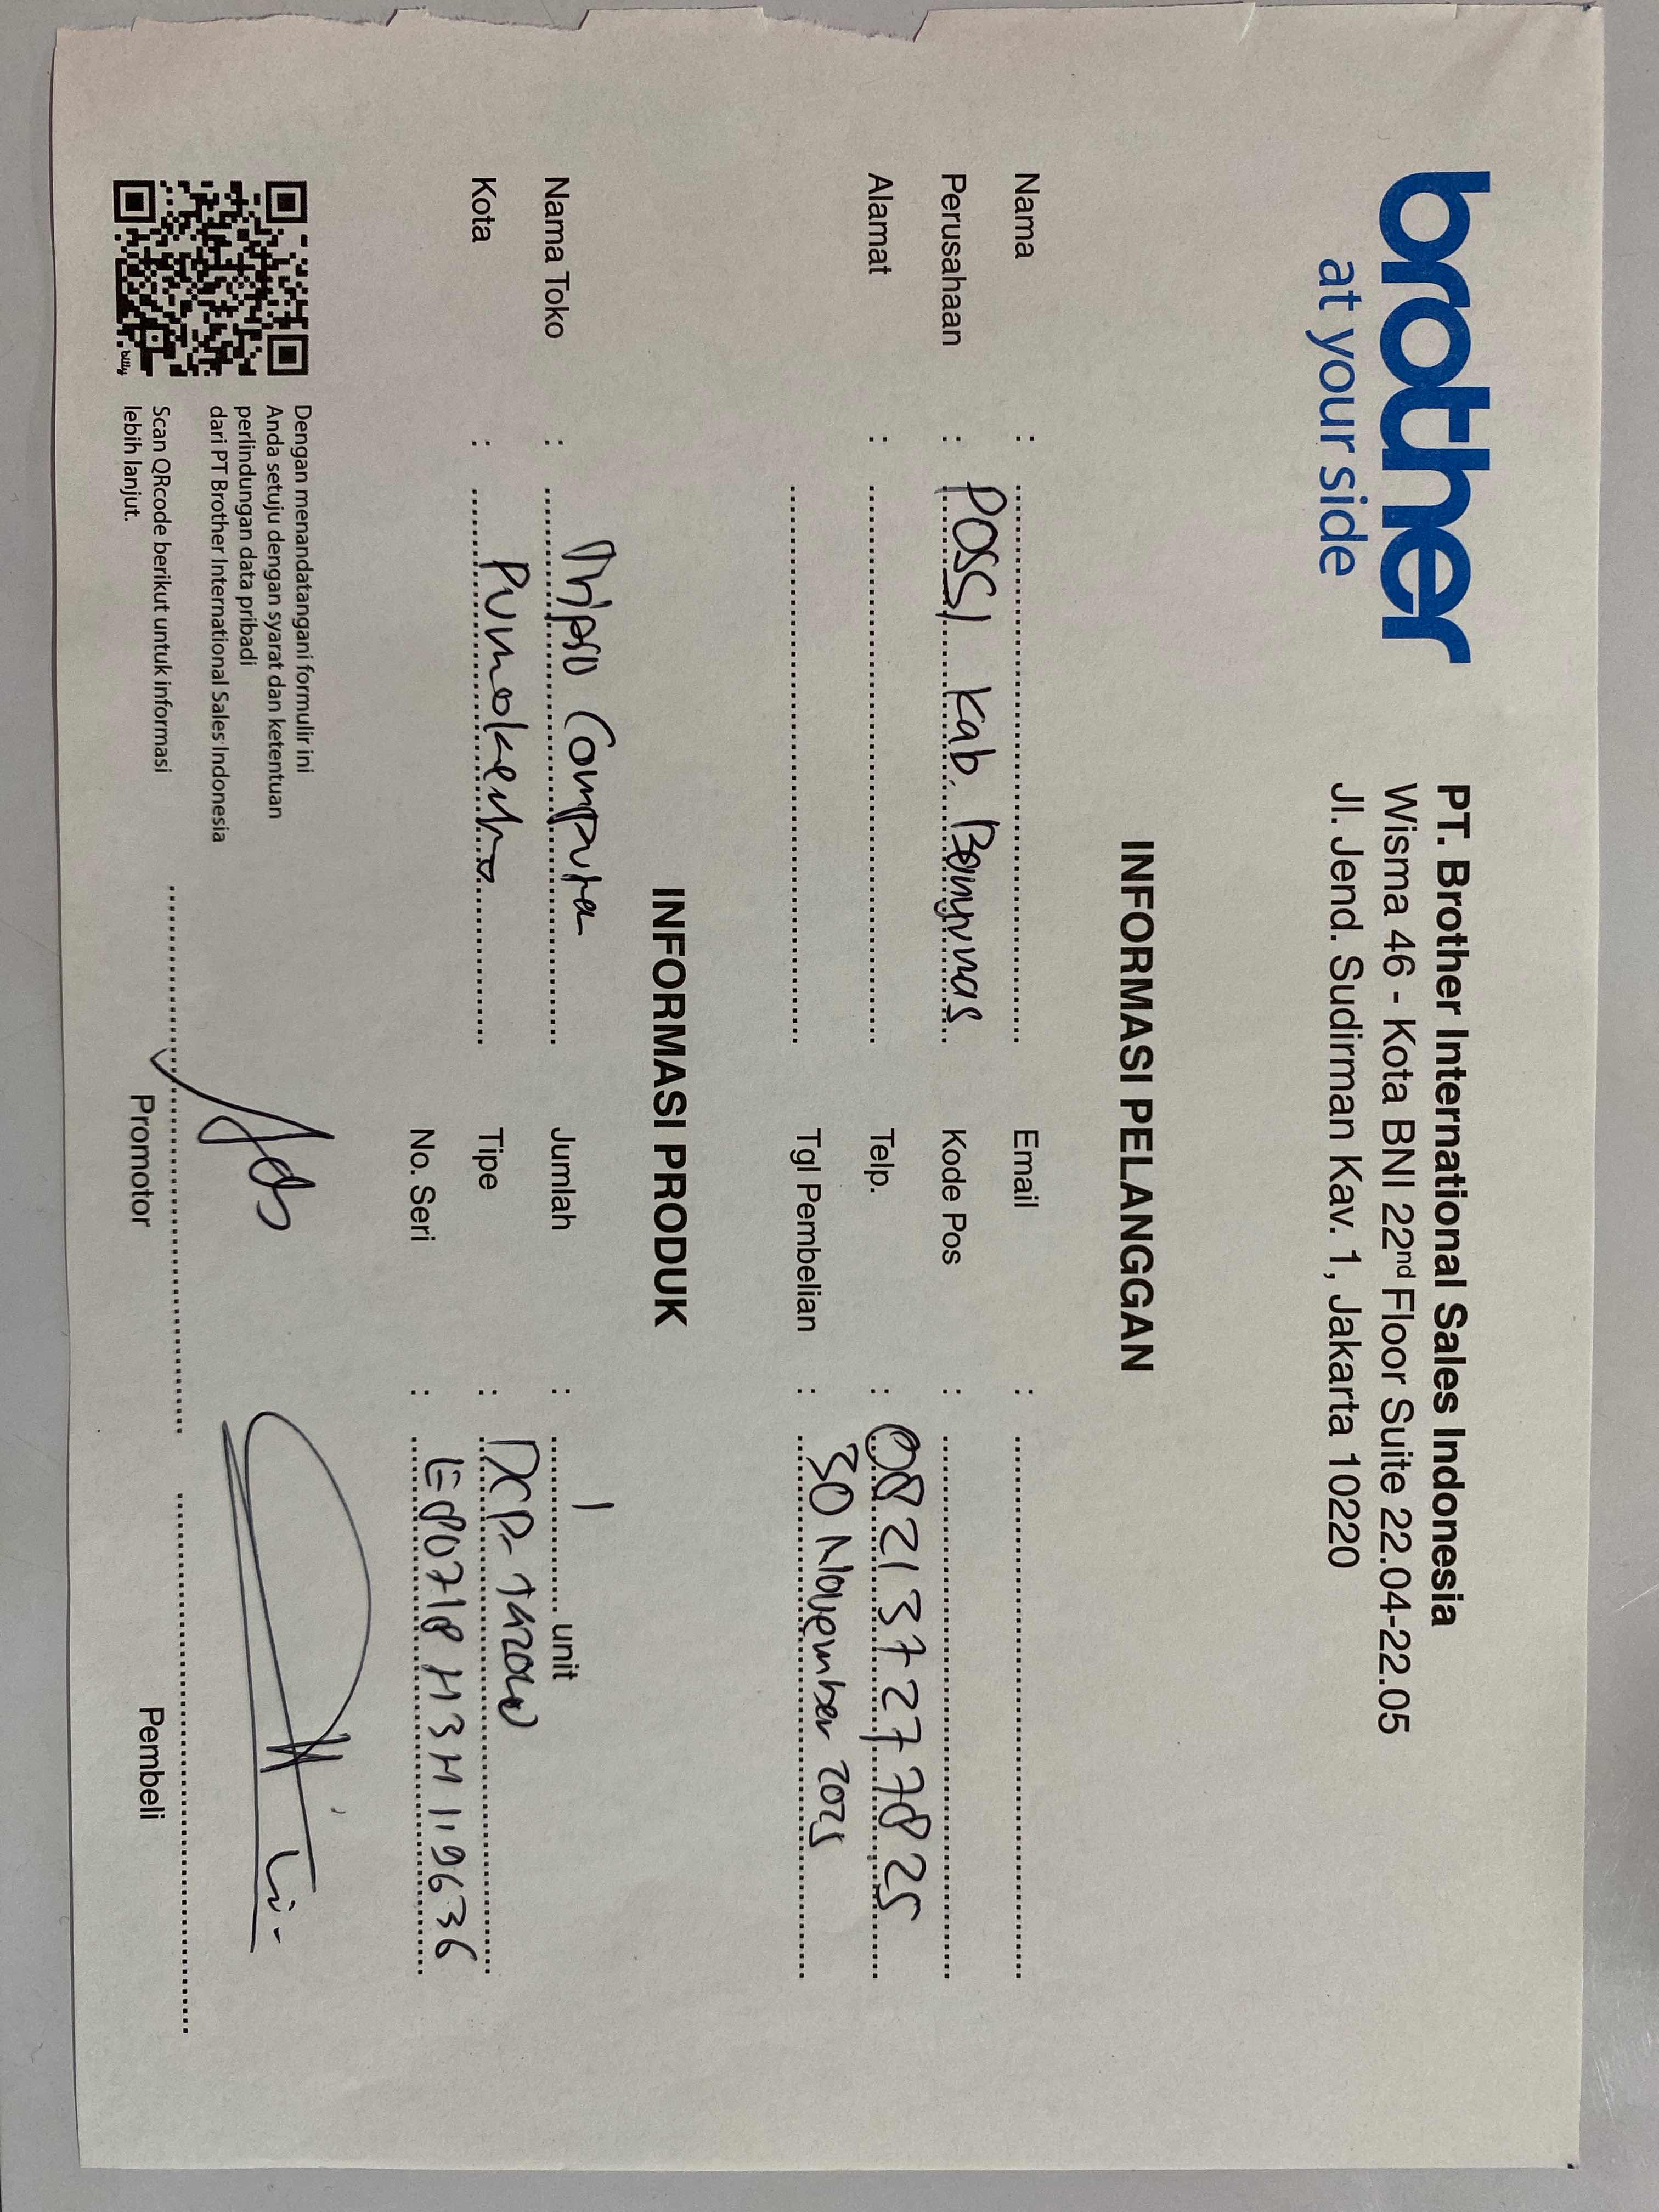 brother
at your side
PT. Brother International Sales Indonesia
Wisma 46 - Kota BNI 22nd Floor Suite 22.04-22.05
Jl. Jend. Sudirman Kav. 1, Jakarta 10220
INFORMASI PELANGGAN
Nama : Email :
Perusahaan : POSSI Kab. Banyumas Kode Pos :
Alamat : Telp. : 082137277825
Tgl Pembelian : 30 November 2025
INFORMASI PRODUK
Nama Toko : Computer Jumlah : 1 unit
Kota : Purwokerto Tipe : DCP-T420W
No. Seri : E80718H3H119636
Dengan menandatangani formulir ini
Anda setuju dengan syarat dan ketentuan
perlindungan data pribadi
dari PT Brother International Sales Indonesia
Scan QRcode berikut untuk informasi
lebih lanjut.
bitly
Promotor Pembeli